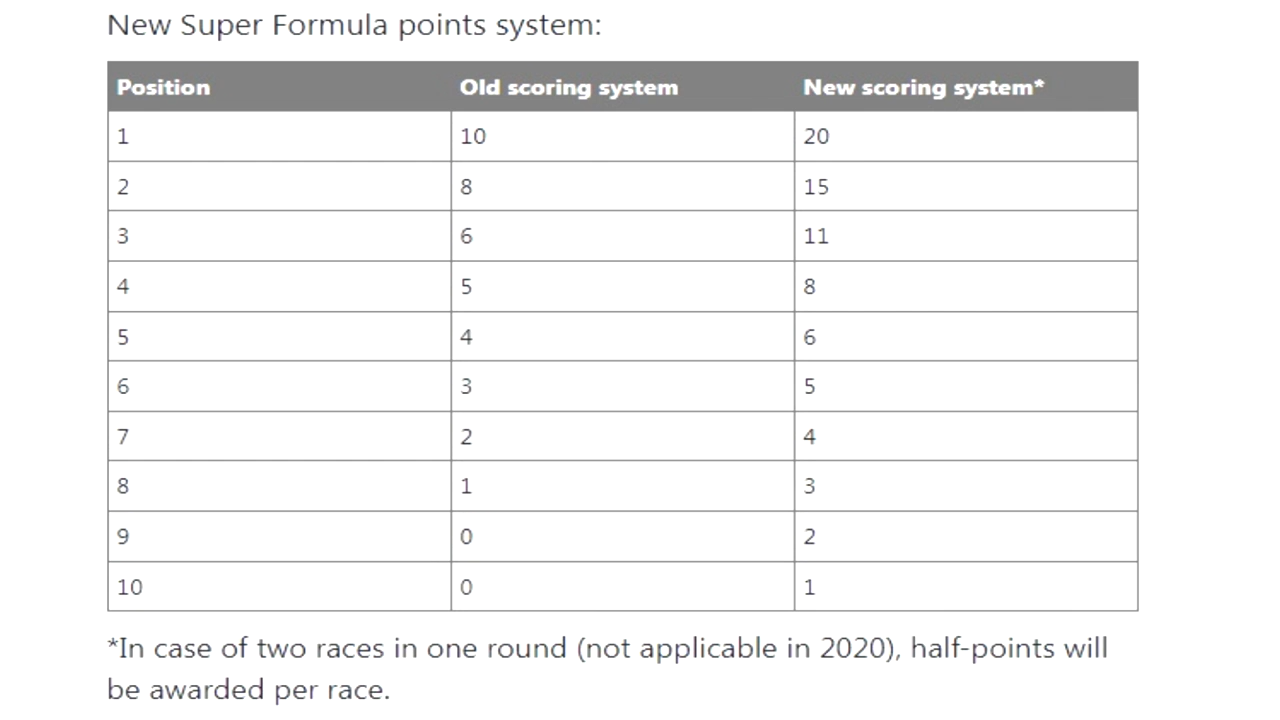 New Super Formula points system:
Position Old scoring system New scoring system*
1 10 20
2 8 15
3 6 11
4 5 8
5 4 6
6 3 5
7 2 4
8 1 3
9 0 2
10 0 1
*In case of two races in one round (not applicable in 2020), half-points will
be awarded per race.